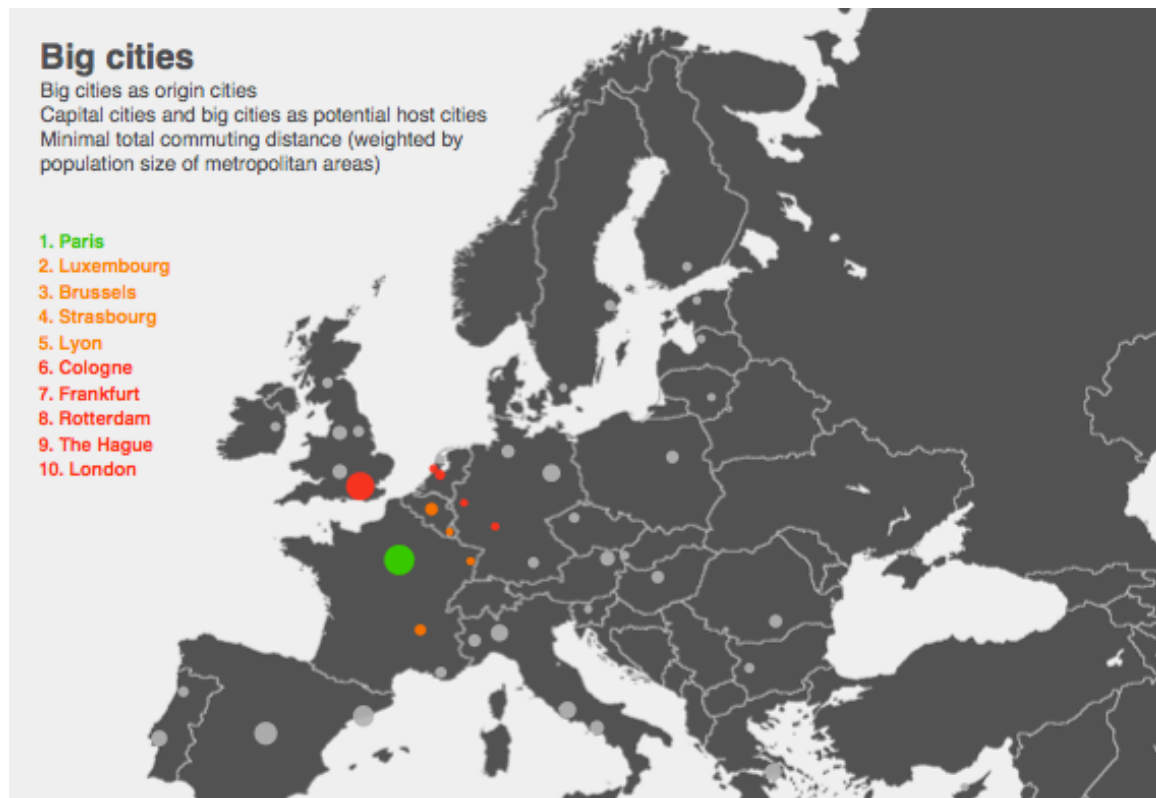 Big cities
Big cities as origin cities
Capital cities and big cities as potential host cities
Minimal total commuting distance (weighted by
population size of metropolitan areas)
1. Paris
2. Luxembourg
3. Brussels
4. Strasbourg
5. Lyon
6. Cologne
7. Frankfurt
8. Rotterdam
9. The Hague
10. London